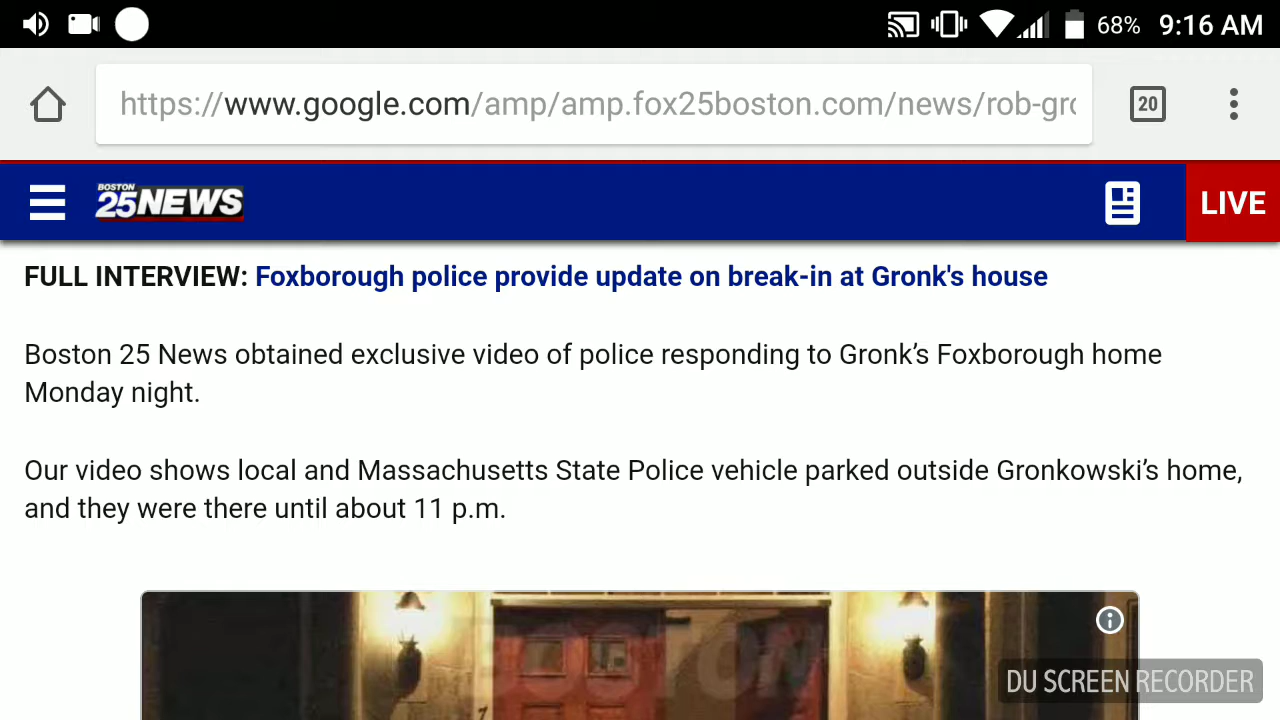 68% 9:16 AM
https://www.google.com/amp/amp.fox25boston.com/news/rob-gro
20
BOSTON
25 NEWS
LIVE
FULL INTERVIEW: Foxborough police provide update on break-in at Gronk's house
Boston 25 News obtained exclusive video of police responding to Gronk’s Foxborough home
Monday night.
Our video shows local and Massachusetts State Police vehicle parked outside Gronkowski’s home,
and they were there until about 11 p.m.
BOSTON
DU SCREEN RECORDER